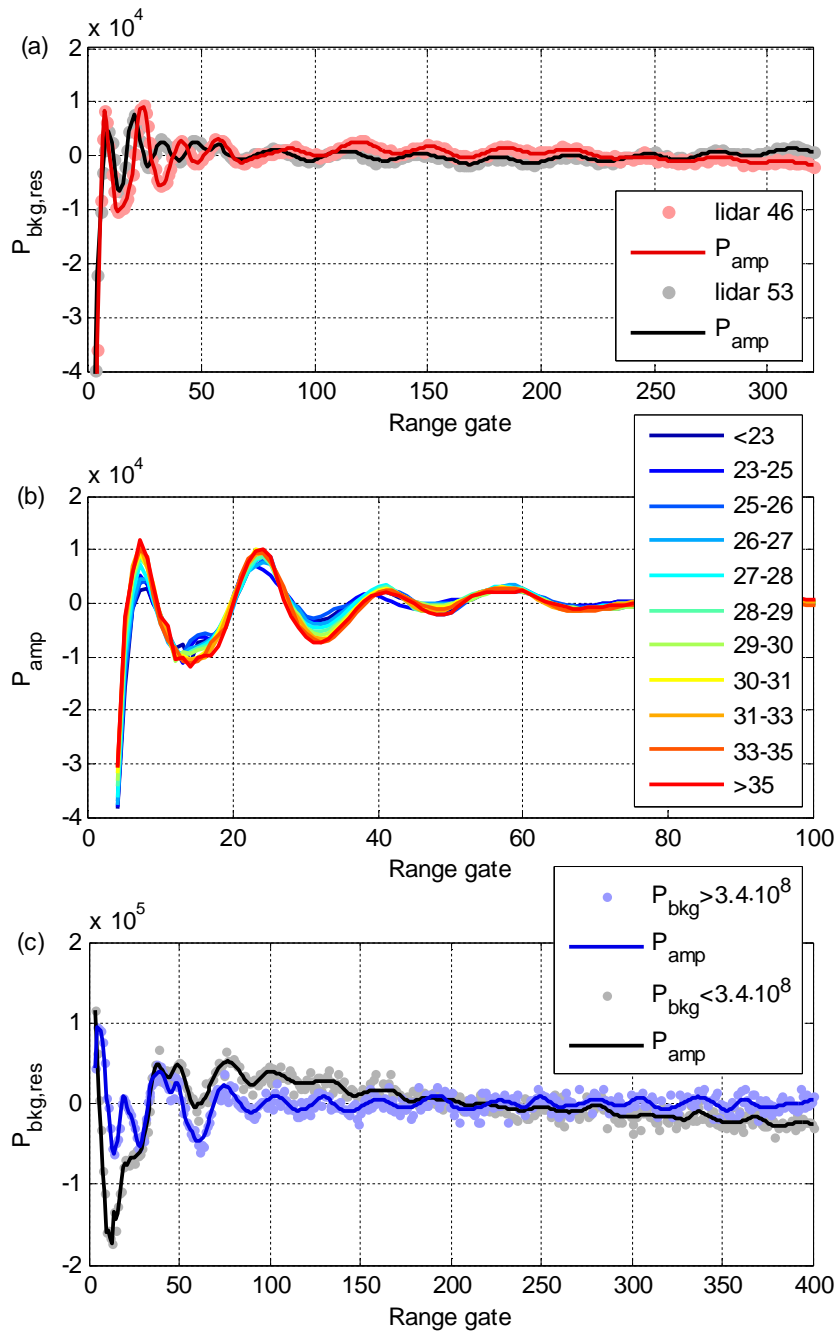 (a)
x 10^4
2
1
0
-1
-2
-3
-4
P_bkg,res
0 50 100 150 200 250 300
Range gate
lidar 46
P_amp
lidar 53
P_amp
(b)
x 10^4
2
1
0
-1
-2
-3
-4
P_amp
0 20 40 60 80 100
Range gate
<23
23-25
25-26
26-27
27-28
28-29
29-30
30-31
31-33
33-35
>35
(c)
x 10^5
2
1
0
-1
-2
P_bkg,res
0 50 100 150 200 250 300 350 400
Range gate
P_bkg>3.4·10^8
P_amp
P_bkg<3.4·10^8
P_amp